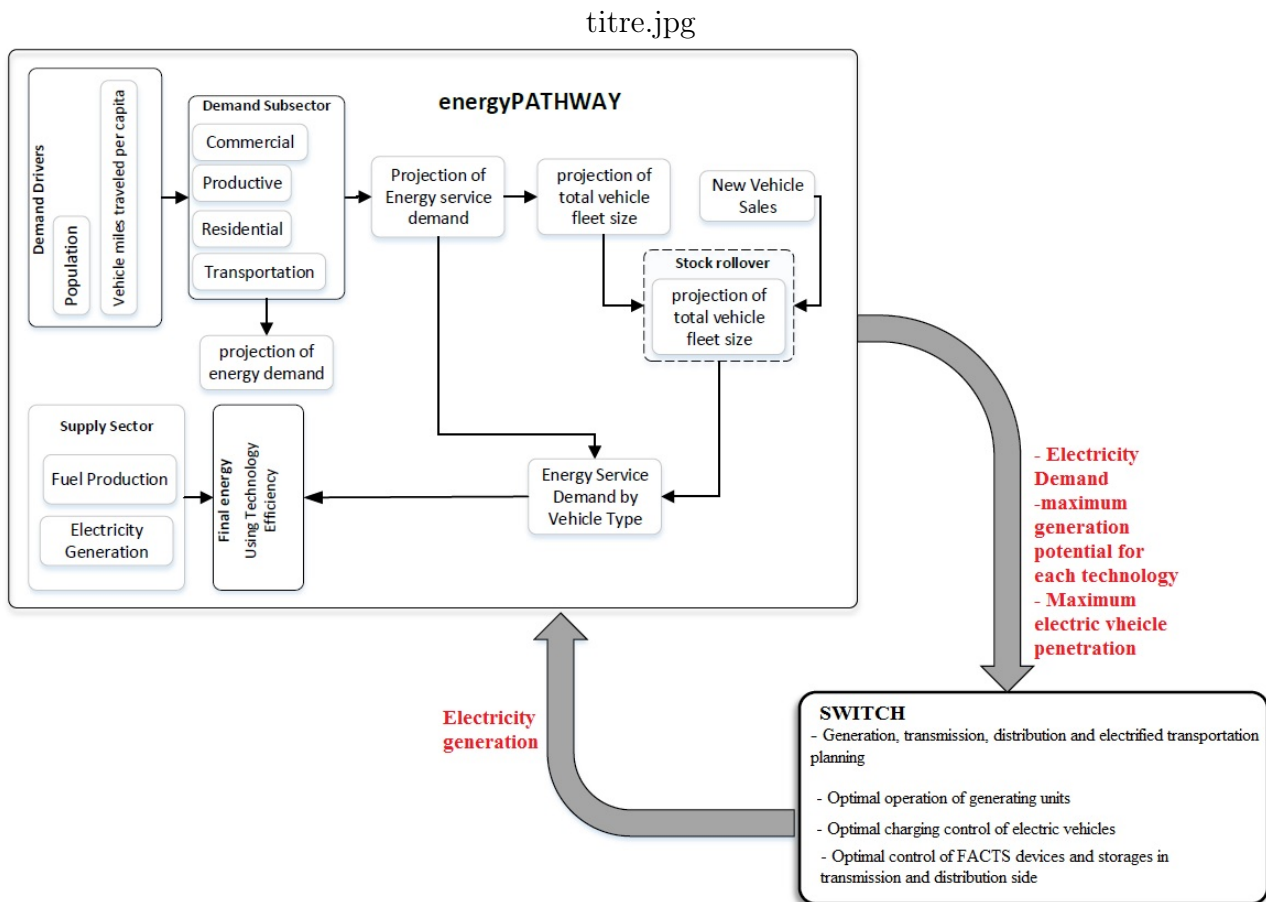 titre.jpg
energyPATHWAY
Demand Drivers
Population
Vehicle miles traveled per capita
Demand Subsector
Commercial
Productive
Residential
Transportation
projection of
energy demand
Projection of
Energy service
demand
projection of
total vehicle
fleet size
New Vehicle
Sales
Stock rollover
projection of
total vehicle
fleet size
Supply Sector
Fuel Production
Electricity
Generation
Final energy
Using Technology
Efficiency
Energy Service
Demand by
Vehicle Type
- Electricity
Demand
-maximum
generation
potential for
each technology
- Maximum
electric vheicle
penetration
Electricity
generation
SWITCH
- Generation, transmission, distribution and electrified transportation
planning
- Optimal operation of generating units
- Optimal charging control of electric vehicles
- Optimal control of FACTS devices and storages in
transmission and distribution side